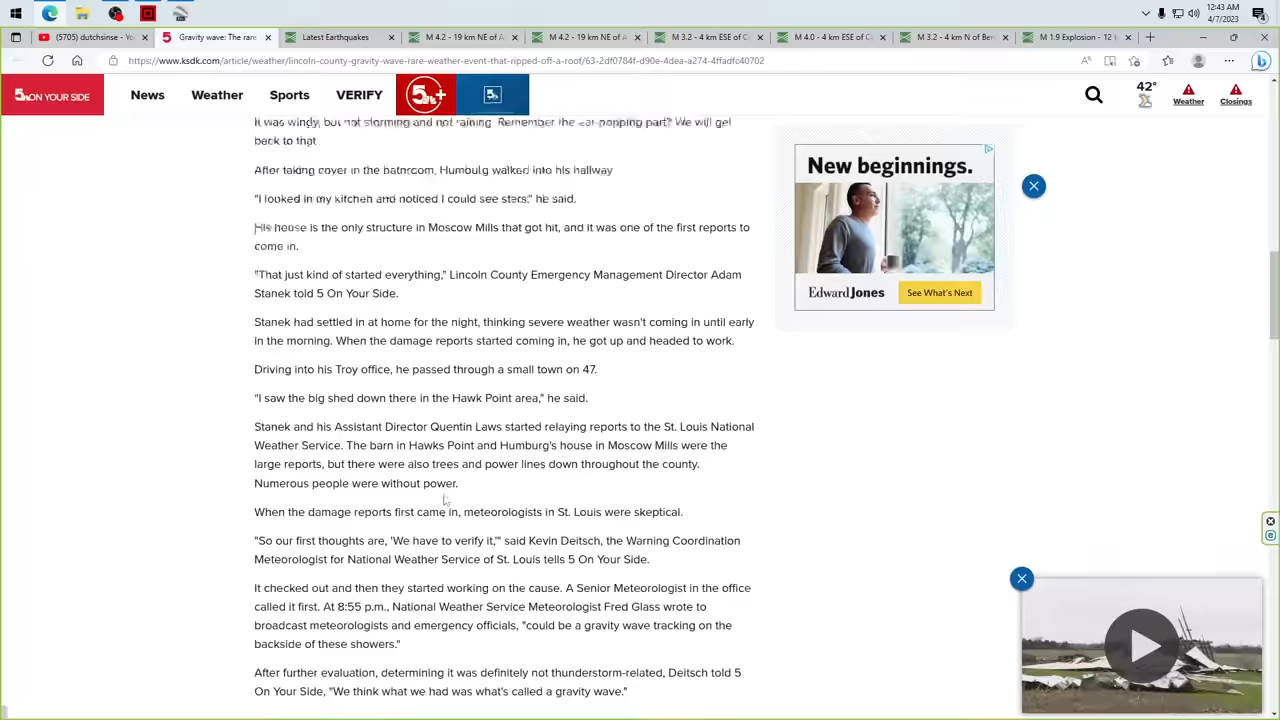 12:43 AM
4/7/2023
4
(5705) dutchsinse - Yo
Gravity wave: The rare
Latest Earthquakes
M 4.2 - 19 km NE of A
M 4.2 - 19 km NE of A
M 3.2 - 4 km ESE of C
M 4.0 - 4 km ESE of C
M 3.2 - 4 km N of Ber
M 1.9 Explosion - 12
https://www.ksdk.com/article/weather/lincoln-county-gravity-wave-rare-weather-event-that-ripped-off-a-roof/63-2df0784f-d90e-4dea-a274-4ffadfc40702
5 ON YOUR SIDE
News
Weather
Sports
VERIFY
5+
42°
Weather
Closings
It was windy, but not storming and not raining. Remember the part? We will get
back to that
After taking cover in the bathroom, Humburg walked into his hallway
"I looked in my kitchen and noticed I could see stars," he said.
His house is the only structure in Moscow Mills that got hit, and it was one of the first reports to
come in.
"That just kind of started everything," Lincoln County Emergency Management Director Adam
Stanek told 5 On Your Side.
Stanek had settled in at home for the night, thinking severe weather wasn't coming in until early
in the morning. When the damage reports started coming in, he got up and headed to work.
Driving into his Troy office, he passed through a small town on 47.
"I saw the big shed down there in the Hawk Point area," he said.
Stanek and his Assistant Director Quentin Laws started relaying reports to the St. Louis National
Weather Service. The barn in Hawks Point and Humburg's house in Moscow Mills were the
large reports, but there were also trees and power lines down throughout the county.
Numerous people were without power.
When the damage reports first came in, meteorologists in St. Louis were skeptical.
"So our first thoughts are, 'We have to verify it,'" said Kevin Deitsch, the Warning Coordination
Meteorologist for National Weather Service of St. Louis tells 5 On Your Side.
It checked out and then they started working on the cause. A Senior Meteorologist in the office
called it first. At 8:55 p.m., National Weather Service Meteorologist Fred Glass wrote to
broadcast meteorologists and emergency officials, "could be a gravity wave tracking on the
backside of these showers."
After further evaluation, determining it was definitely not thunderstorm-related, Deitsch told 5
On Your Side, "We think what we had was what's called a gravity wave."
New beginnings.
Edward Jones
See What's Next